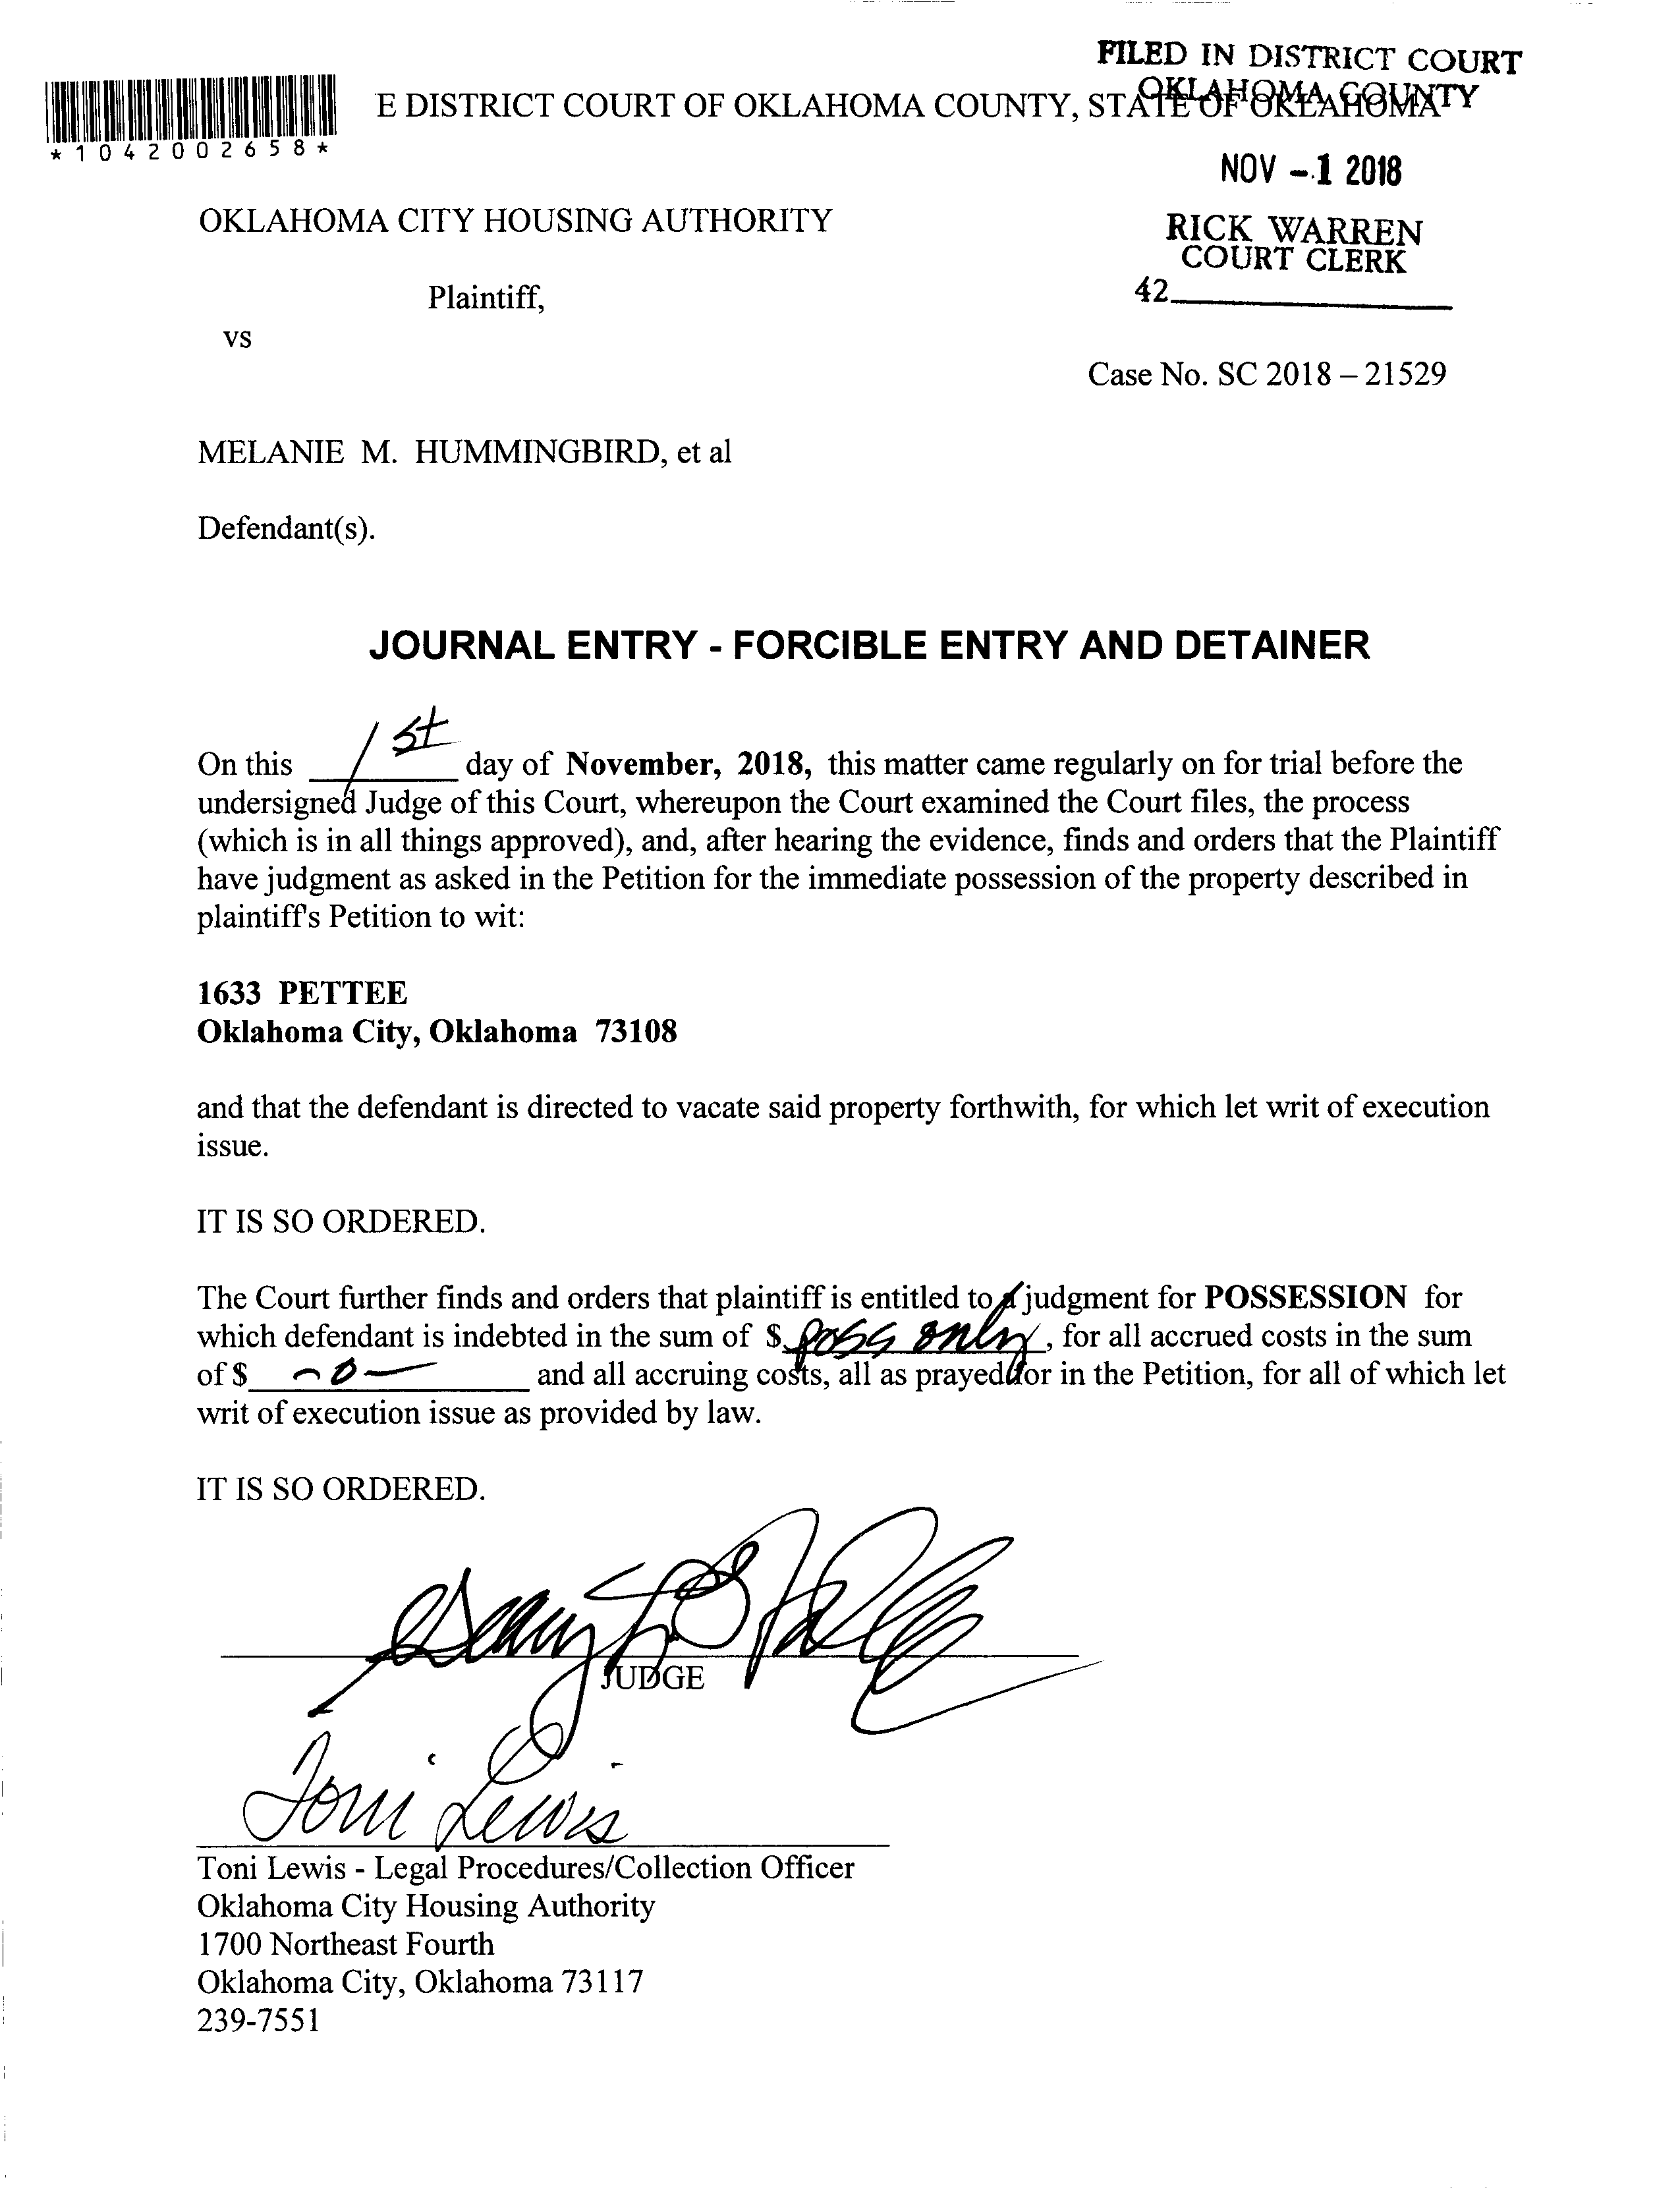 FILED IN DISTRICT COURT
OKLAHOMA COUNTY
E DISTRICT COURT OF OKLAHOMA COUNTY, STATE OF OKLAHOMA
*1042002658*
NOV -1 2018
OKLAHOMA CITY HOUSING AUTHORITY
RICK WARREN
COURT CLERK
Plaintiff,
42
vs
Case No. SC 2018 – 21529
MELANIE M. HUMMINGBIRD, et al
Defendant(s).
JOURNAL ENTRY - FORCIBLE ENTRY AND DETAINER
On this 1st day of November, 2018, this matter came regularly on for trial before the
undersigned Judge of this Court, whereupon the Court examined the Court files, the process
(which is in all things approved), and, after hearing the evidence, finds and orders that the Plaintiff
have judgment as asked in the Petition for the immediate possession of the property described in
plaintiff's Petition to wit:
1633 PETTEE
Oklahoma City, Oklahoma 73108
and that the defendant is directed to vacate said property forthwith, for which let writ of execution
issue.
IT IS SO ORDERED.
The Court further finds and orders that plaintiff is entitled to a judgment for POSSESSION for
which defendant is indebted in the sum of $ poss only, for all accrued costs in the sum
of $ -0- and all accruing costs, all as prayed for in the Petition, for all of which let
writ of execution issue as provided by law.
IT IS SO ORDERED.
JUDGE
Toni Lewis
Toni Lewis - Legal Procedures/Collection Officer
Oklahoma City Housing Authority
1700 Northeast Fourth
Oklahoma City, Oklahoma 73117
239-7551